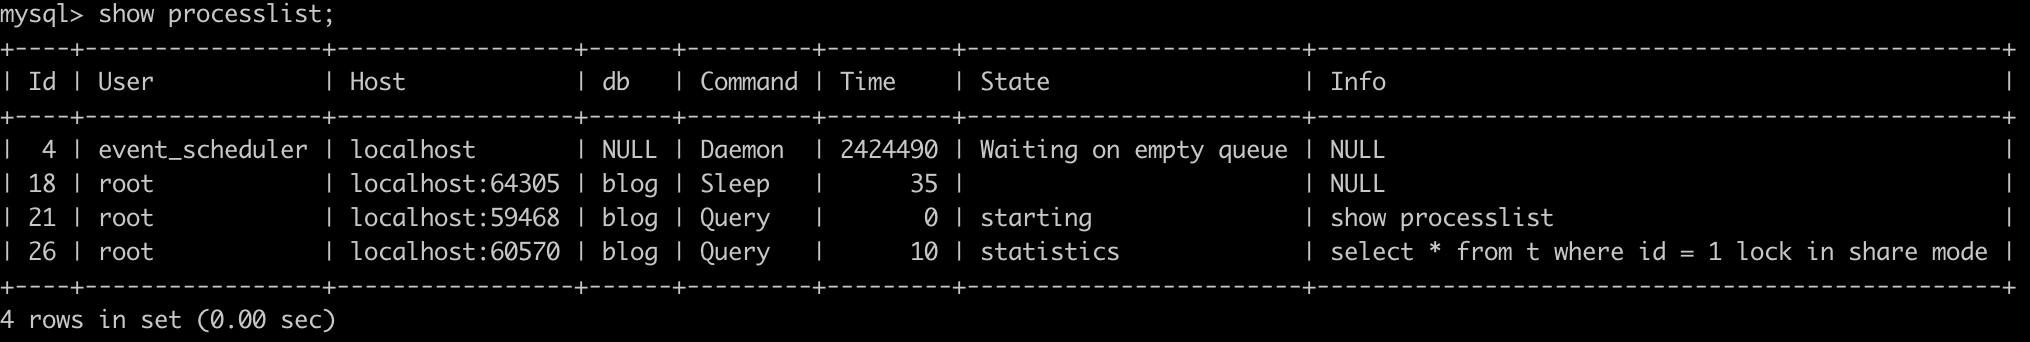 mysql> show processlist;
+----+-----------------+-----------------+------+---------+---------+------------------------+-------------------------------------------------+
| Id | User            | Host            | db   | Command | Time    | State                  | Info                                            |
+----+-----------------+-----------------+------+---------+---------+------------------------+-------------------------------------------------+
|  4 | event_scheduler | localhost       | NULL | Daemon  | 2424490 | Waiting on empty queue | NULL                                            |
| 18 | root            | localhost:64305 | blog | Sleep   |      35 |                        | NULL                                            |
| 21 | root            | localhost:59468 | blog | Query   |       0 | starting               | show processlist                                |
| 26 | root            | localhost:60570 | blog | Query   |      10 | statistics             | select * from t where id = 1 lock in share mode |
+----+-----------------+-----------------+------+---------+---------+------------------------+-------------------------------------------------+
4 rows in set (0.00 sec)